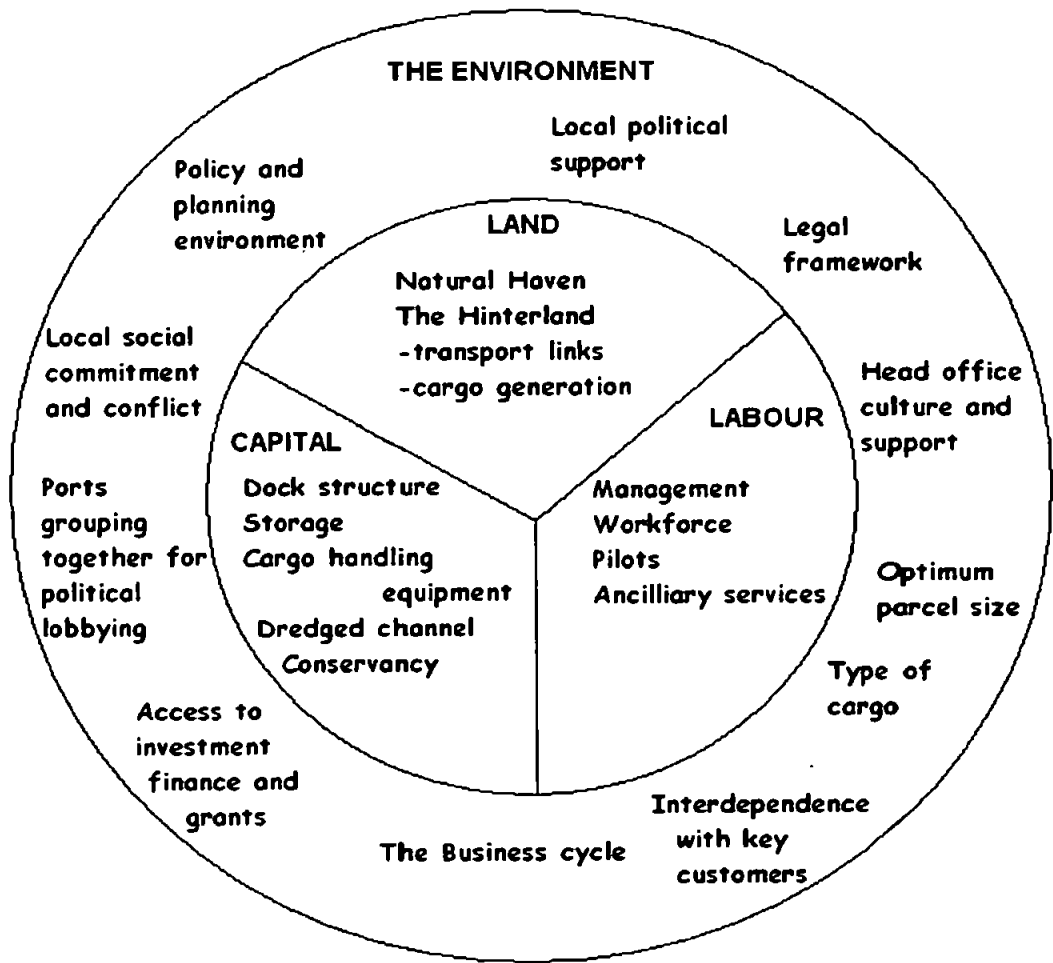 THE ENVIRONMENT
Local political
support
Policy and
planning
environment
Legal
framework
LAND
Natural Haven
The Hinterland
-transport links
-cargo generation
Local social
commitment
and conflict
Head office
culture and
support
LABOUR
Management
Workforce
Pilots
Ancilliary services
CAPITAL
Dock structure
Storage
Cargo handling
equipment
Dredged channel
Conservancy
Ports
grouping
together for
political
lobbying
Optimum
parcel size
Type of
cargo
Access to
investment
finance and
grants
The Business cycle
Interdependence
with key
customers